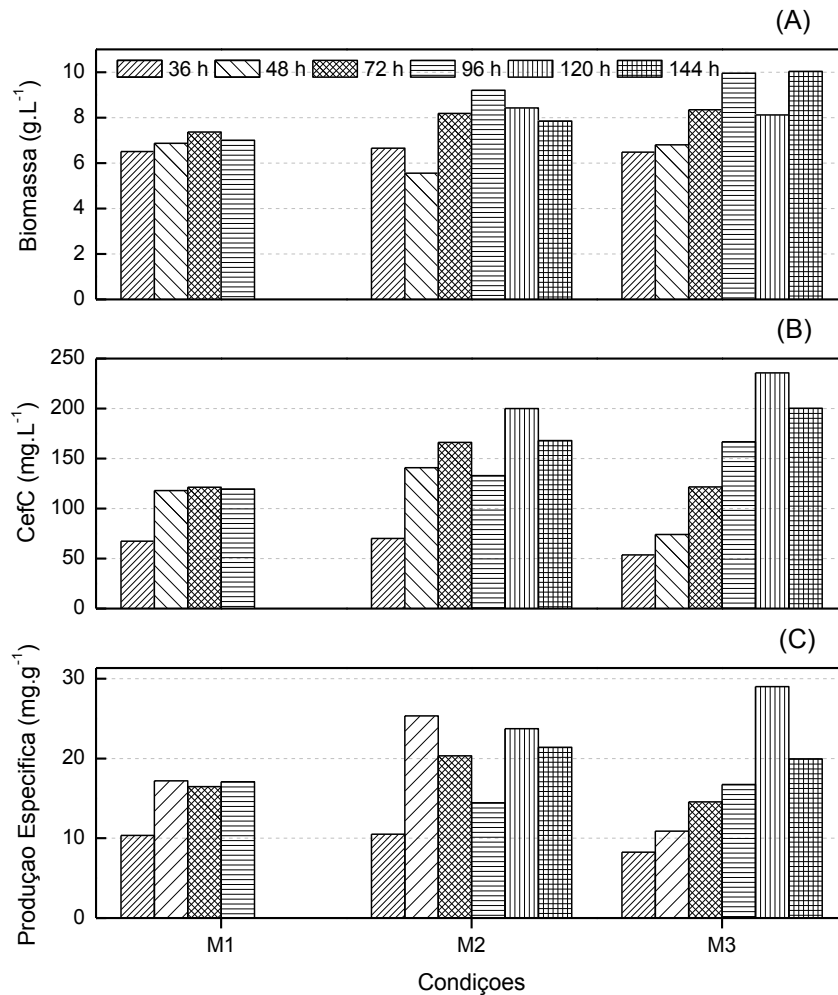 (A)
Biomassa (g.L⁻¹)
10
8
6
4
2
0
36 h 48 h 72 h 96 h 120 h 144 h
(B)
CefC (mg.L⁻¹)
250
200
150
100
50
0
(C)
Produçao Especifica (mg.g⁻¹)
30
20
10
0
M1 M2 M3
Condiçoes